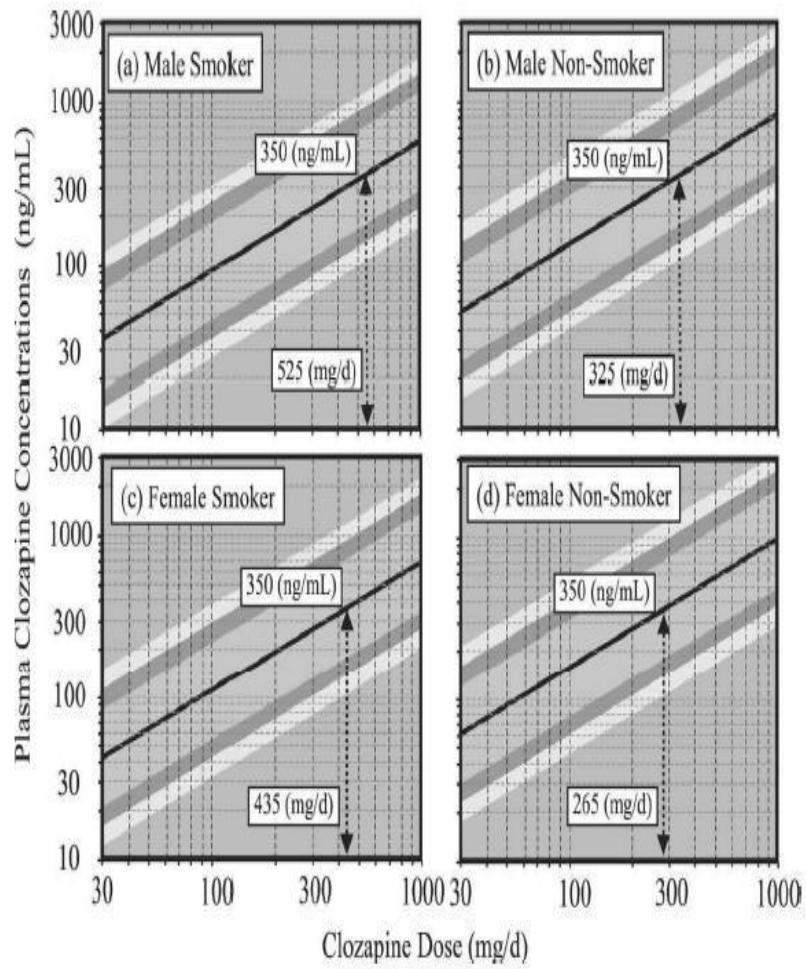 Plasma Clozapine Concentrations (ng/mL)
3000
1000
300
100
30
10
(a) Male Smoker
350 (ng/mL)
525 (mg/d)
(b) Male Non-Smoker
350 (ng/mL)
325 (mg/d)
3000
1000
300
100
30
10
(c) Female Smoker
350 (ng/mL)
435 (mg/d)
(d) Female Non-Smoker
350 (ng/mL)
265 (mg/d)
30 100 300 1000 30 100 300 1000
Clozapine Dose (mg/d)